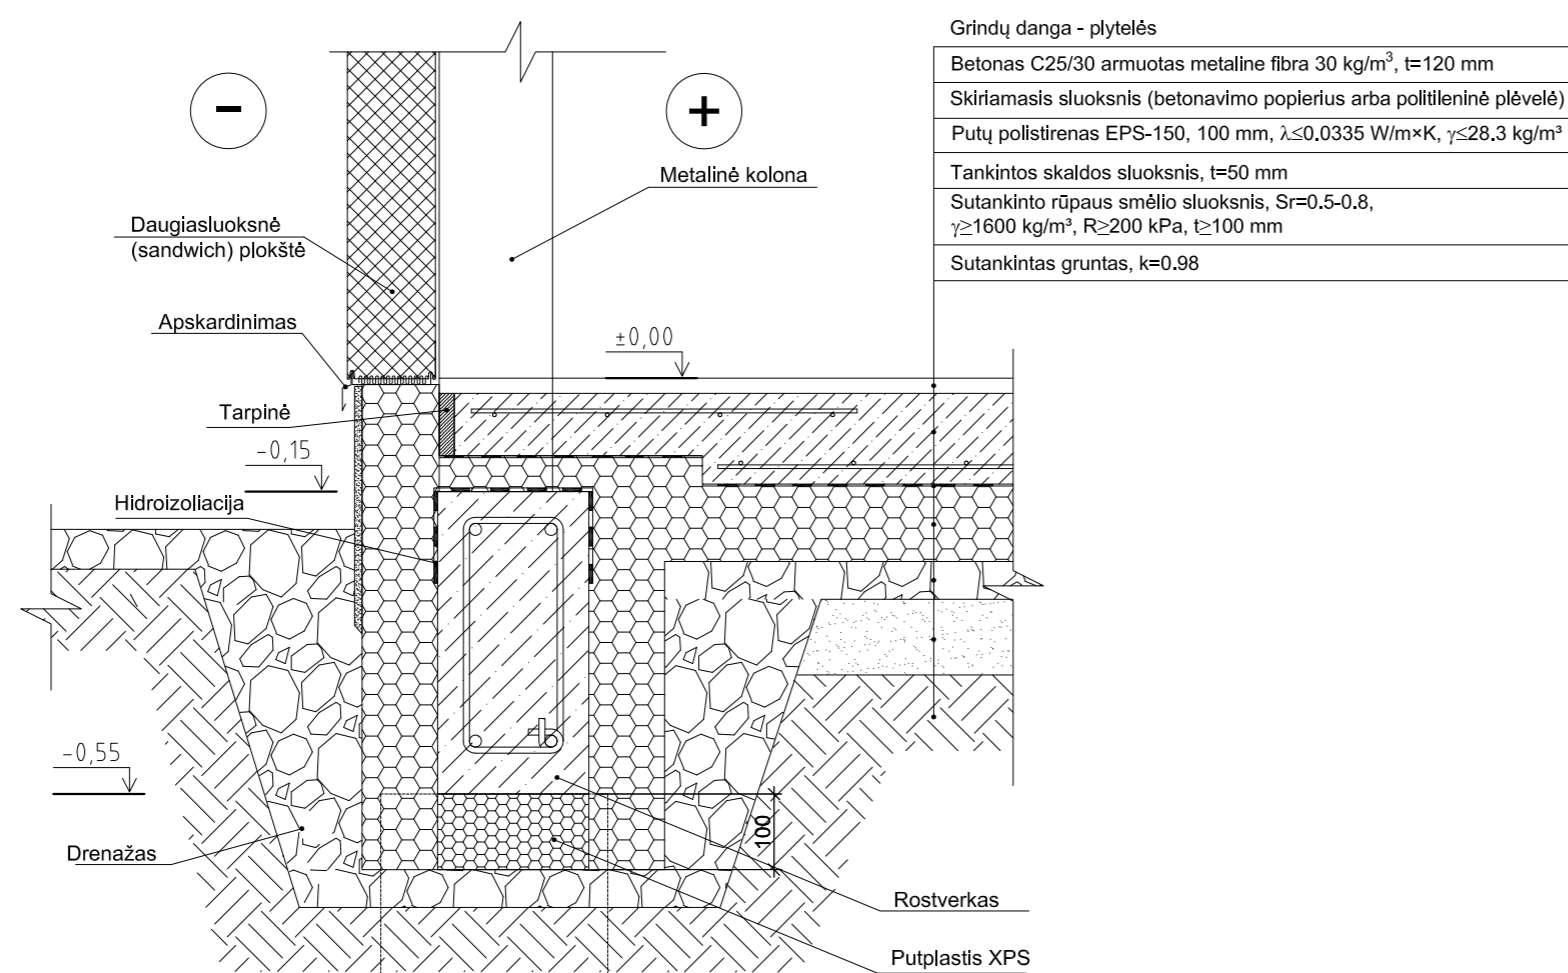 Grindų danga - plytelės
Betonas C25/30 armuotas metaline fibra 30 kg/m³, t=120 mm
Skiriamasis sluoksnis (betonavimo popierius arba politileninė plėvelė)
Putų polistirenas EPS-150, 100 mm, λ≤0.0335 W/m×K, γ≤28.3 kg/m³
Tankintos skaldos sluoksnis, t=50 mm
Sutankinto rūpaus smėlio sluoksnis, Sr=0.5-0.8,
γ≥1600 kg/m³, R≥200 kPa, t≥100 mm
Sutankintas gruntas, k=0.98
−
+
Metalinė kolona
Daugiasluoksnė
(sandwich) plokštė
Apskardinimas
±0,00
Tarpinė
-0,15
Hidroizoliacija
-0,55
Drenažas
100
Rostverkas
Putplastis XPS